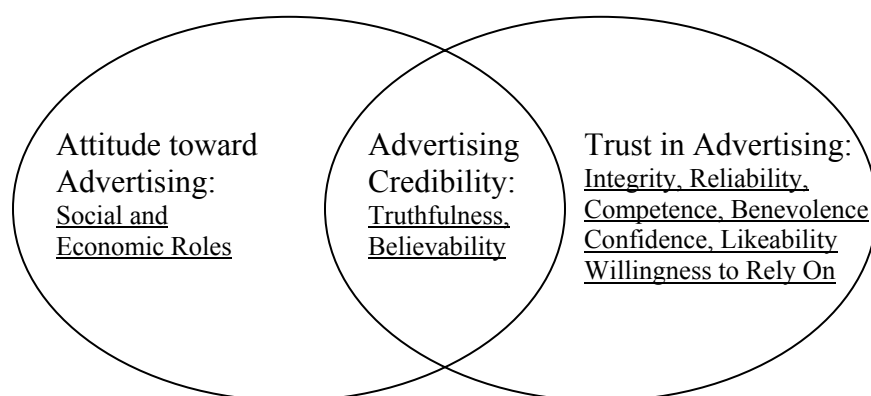 Attitude toward
Advertising:
Social and
Economic Roles
Advertising
Credibility:
Truthfulness,
Believability
Trust in Advertising:
Integrity, Reliability,
Competence, Benevolence
Confidence, Likeability
Willingness to Rely On